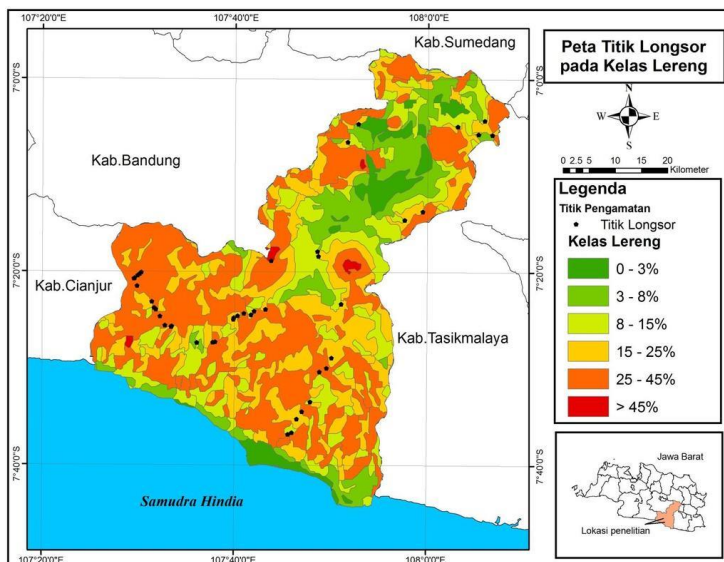 107°20'0"E
107°40'0"E
108°0'0"E
Kab.Sumedang
Kab.Bandung
Kab.Cianjur
Kab.Tasikmalaya
Samudra Hindia
7°0'0"S
7°20'0"S
7°40'0"S
7°0'0"S
7°20'0"S
7°40'0"S
107°20'0"E
107°40'0"E
108°0'0"E
Peta Titik Longsor
pada Kelas Lereng
N
W E
S
0 2.5 5 10 15 20
Kilometer
Legenda
Titik Pengamatan
Titik Longsor
Kelas Lereng
0 - 3%
3 - 8%
8 - 15%
15 - 25%
25 - 45%
> 45%
Jawa Barat
Lokasi penelitian